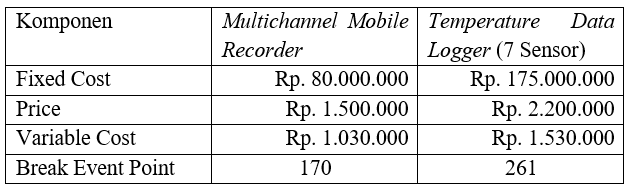 Komponen Multichannel Mobile Temperature Data
Recorder Logger (7 Sensor)
Fixed Cost Rp. 80.000.000 Rp. 175.000.000
Price Rp. 1.500.000 Rp. 2.200.000
Variable Cost Rp. 1.030.000 Rp. 1.530.000
Break Event Point 170 261